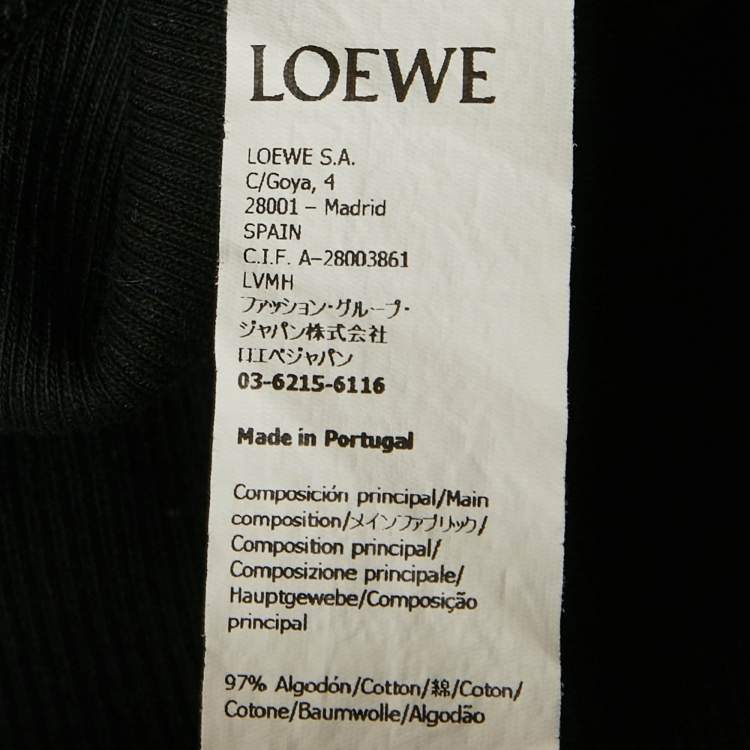 LOEWE
LOEWE S.A.
C/Goya, 4
28001 – Madrid
SPAIN
C.I.F. A–28003861
LVMH
ファッション・グループ・
ジャパン株式会社
ロエベジャパン
03-6215-6116
Made in Portugal
Composición principal/Main
composition/メインファブリック/
Composition principal/
Composizione principale/
Hauptgewebe/Composição
principal
97% Algodón/Cotton/綿/Coton/
Cotone/Baumwolle/Algodão